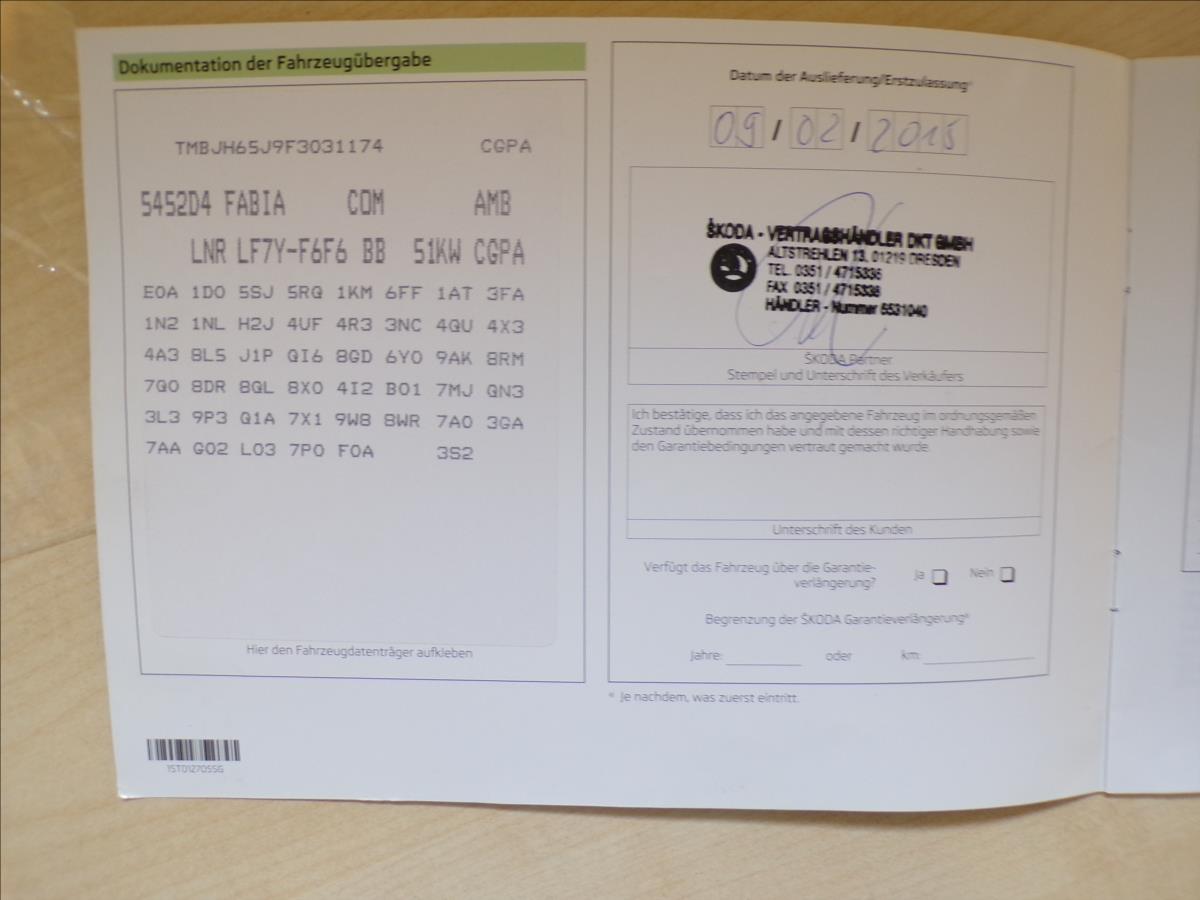 Dokumentation der Fahrzeugübergabe
TMBJH65J9F3031174 CGPA
5452D4 FABIA COM AMB
LNR LF7Y-F6F6 BB 51KW CGPA
E0A 1D0 5SJ 5RQ 1KM 6FF 1AT 3FA
1N2 1NL H2J 4UF 4R3 3NC 4QU 4X3
4A3 8L5 J1P QI6 8GD 6Y0 9AK 8RM
7G0 8DR 8QL 8X0 4I2 B01 7MJ GN3
3L3 9P3 Q1A 7X1 9W8 8WR 7A0 3GA
7AA G02 L03 7P0 F0A 3S2
Hier den Fahrzeugdatenträger aufkleben
15T0127055G
Datum der Auslieferung/Erstzulassung*
09 / 02 / 2015
ŠKODA - VERTRAGSHÄNDLER DKT GMBH
ALTSTREHLEN 13, 01219 DRESDEN
TEL. 0351 / 4715336
FAX 0351 / 4715338
HÄNDLER - Nummer 5531040
ŠKODA Partner
Stempel und Unterschrift des Verkäufers
Ich bestätige, dass ich das angegebene Fahrzeug im ordnungsgemäßen
Zustand übernommen habe und mit dessen richtiger Handhabung sowie
den Garantiebedingungen vertraut gemacht wurde.
Unterschrift des Kunden
Verfügt das Fahrzeug über die Garantie-
verlängerung?
Ja Nein
Begrenzung der ŠKODA Garantieverlängerung*
Jahre: oder km:
* Je nachdem, was zuerst eintritt.